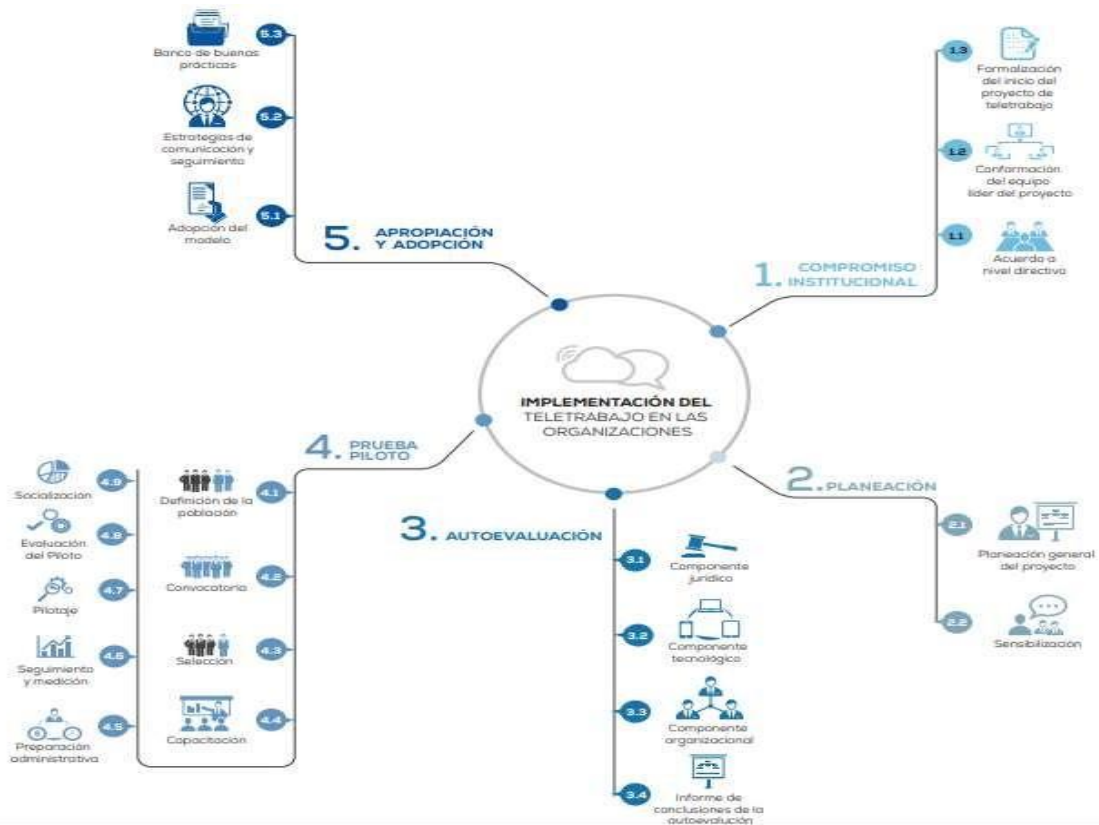 IMPLEMENTACIÓN DEL
TELETRABAJO EN LAS
ORGANIZACIONES
1. COMPROMISO
INSTITUCIONAL
1.3
Formalización
del inicio del
proyecto de
teletrabajo
1.2
Conformación
del equipo
líder del proyecto
1.1
Acuerdo a
nivel directivo
2. PLANEACIÓN
2.1
Planeación general
del proyecto
2.2
Sensibilización
3. AUTOEVALUACIÓN
3.1
Componente
jurídico
3.2
Componente
tecnológico
3.3
Componente
organizacional
3.4
Informe de
conclusiones de la
autoevalución
4. PRUEBA
PILOTO
4.1
Definición de la
población
4.2
Convocatoria
4.3
Selección
4.4
Capacitación
4.5
Preparación
administrativa
4.6
Seguimiento
y medición
4.7
Pilotaje
4.8
Evaluación
del Piloto
4.9
Socialización
5. APROPIACIÓN
Y ADOPCIÓN
5.3
Banco de buenas
prácticas
5.2
Estrategias de
comunicación y
seguimiento
5.1
Adopción del
modelo